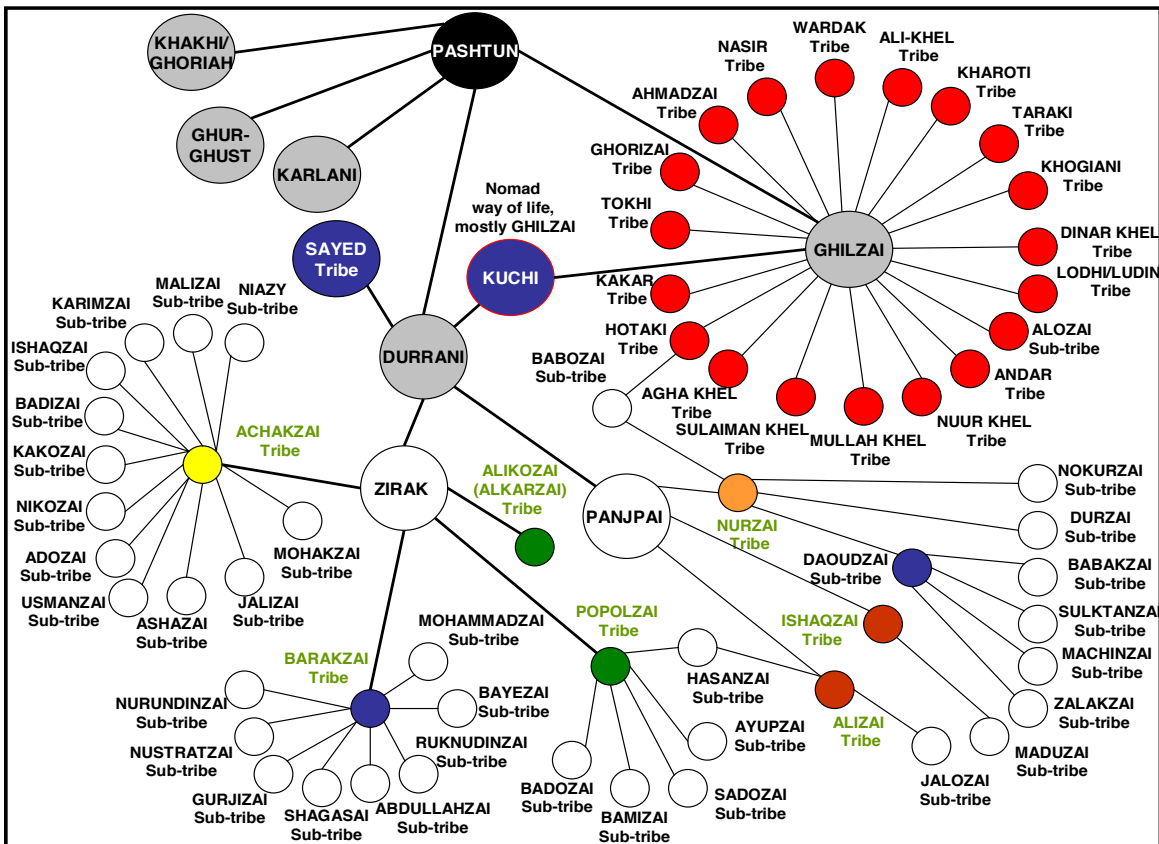 KHAKHI/
GHORIAH
PASHTUN
GHUR-
GHUST
KARLANI
SAYED
Tribe
Nomad
way of life,
mostly GHILZAI
KUCHI
DURRANI
GHILZAI
WARDAK
Tribe
NASIR
Tribe
ALI-KHEL
Tribe
KHAROTI
Tribe
AHMADZAI
Tribe
TARAKI
Tribe
GHORIZAI
Tribe
KHOGIANI
Tribe
TOKHI
Tribe
DINAR KHEL
Tribe
KAKAR
Tribe
LODHI/LUDIN
Tribe
HOTAKI
Tribe
ALOZAI
Sub-tribe
ANDAR
Tribe
AGHA KHEL
Tribe
SULAIMAN KHEL
Tribe
MULLAH KHEL
Tribe
NUUR KHEL
Tribe
BABOZAI
Sub-tribe
MALIZAI
Sub-tribe
NIAZY
Sub-tribe
KARIMZAI
Sub-tribe
ISHAQZAI
Sub-tribe
BADIZAI
Sub-tribe
KAKOZAI
Sub-tribe
NIKOZAI
Sub-tribe
ADOZAI
Sub-tribe
USMANZAI
Sub-tribe
ASHAZAI
Sub-tribe
JALIZAI
Sub-tribe
MOHAKZAI
Sub-tribe
ACHAKZAI
Tribe
ZIRAK
ALIKOZAI
(ALKARZAI)
Tribe
PANJPAI
NURZAI
Tribe
NOKURZAI
Sub-tribe
DURZAI
Sub-tribe
DAOUDZAI
Sub-tribe
BABAKZAI
Sub-tribe
SULKTANZAI
Sub-tribe
MACHINZAI
Sub-tribe
ZALAKZAI
Sub-tribe
ISHAQZAI
Tribe
MADUZAI
Sub-tribe
ALIZAI
Tribe
JALOZAI
Sub-tribe
POPOLZAI
Tribe
HASANZAI
Sub-tribe
AYUPZAI
Sub-tribe
SADOZAI
Sub-tribe
BAMIZAI
Sub-tribe
BADOZAI
Sub-tribe
BARAKZAI
Tribe
MOHAMMADZAI
Sub-tribe
BAYEZAI
Sub-tribe
RUKNUDINZAI
Sub-tribe
ABDULLAHZAI
Sub-tribe
SHAGASAI
Sub-tribe
GURJIZAI
Sub-tribe
NUSTRATZAI
Sub-tribe
NURUNDINZAI
Sub-tribe